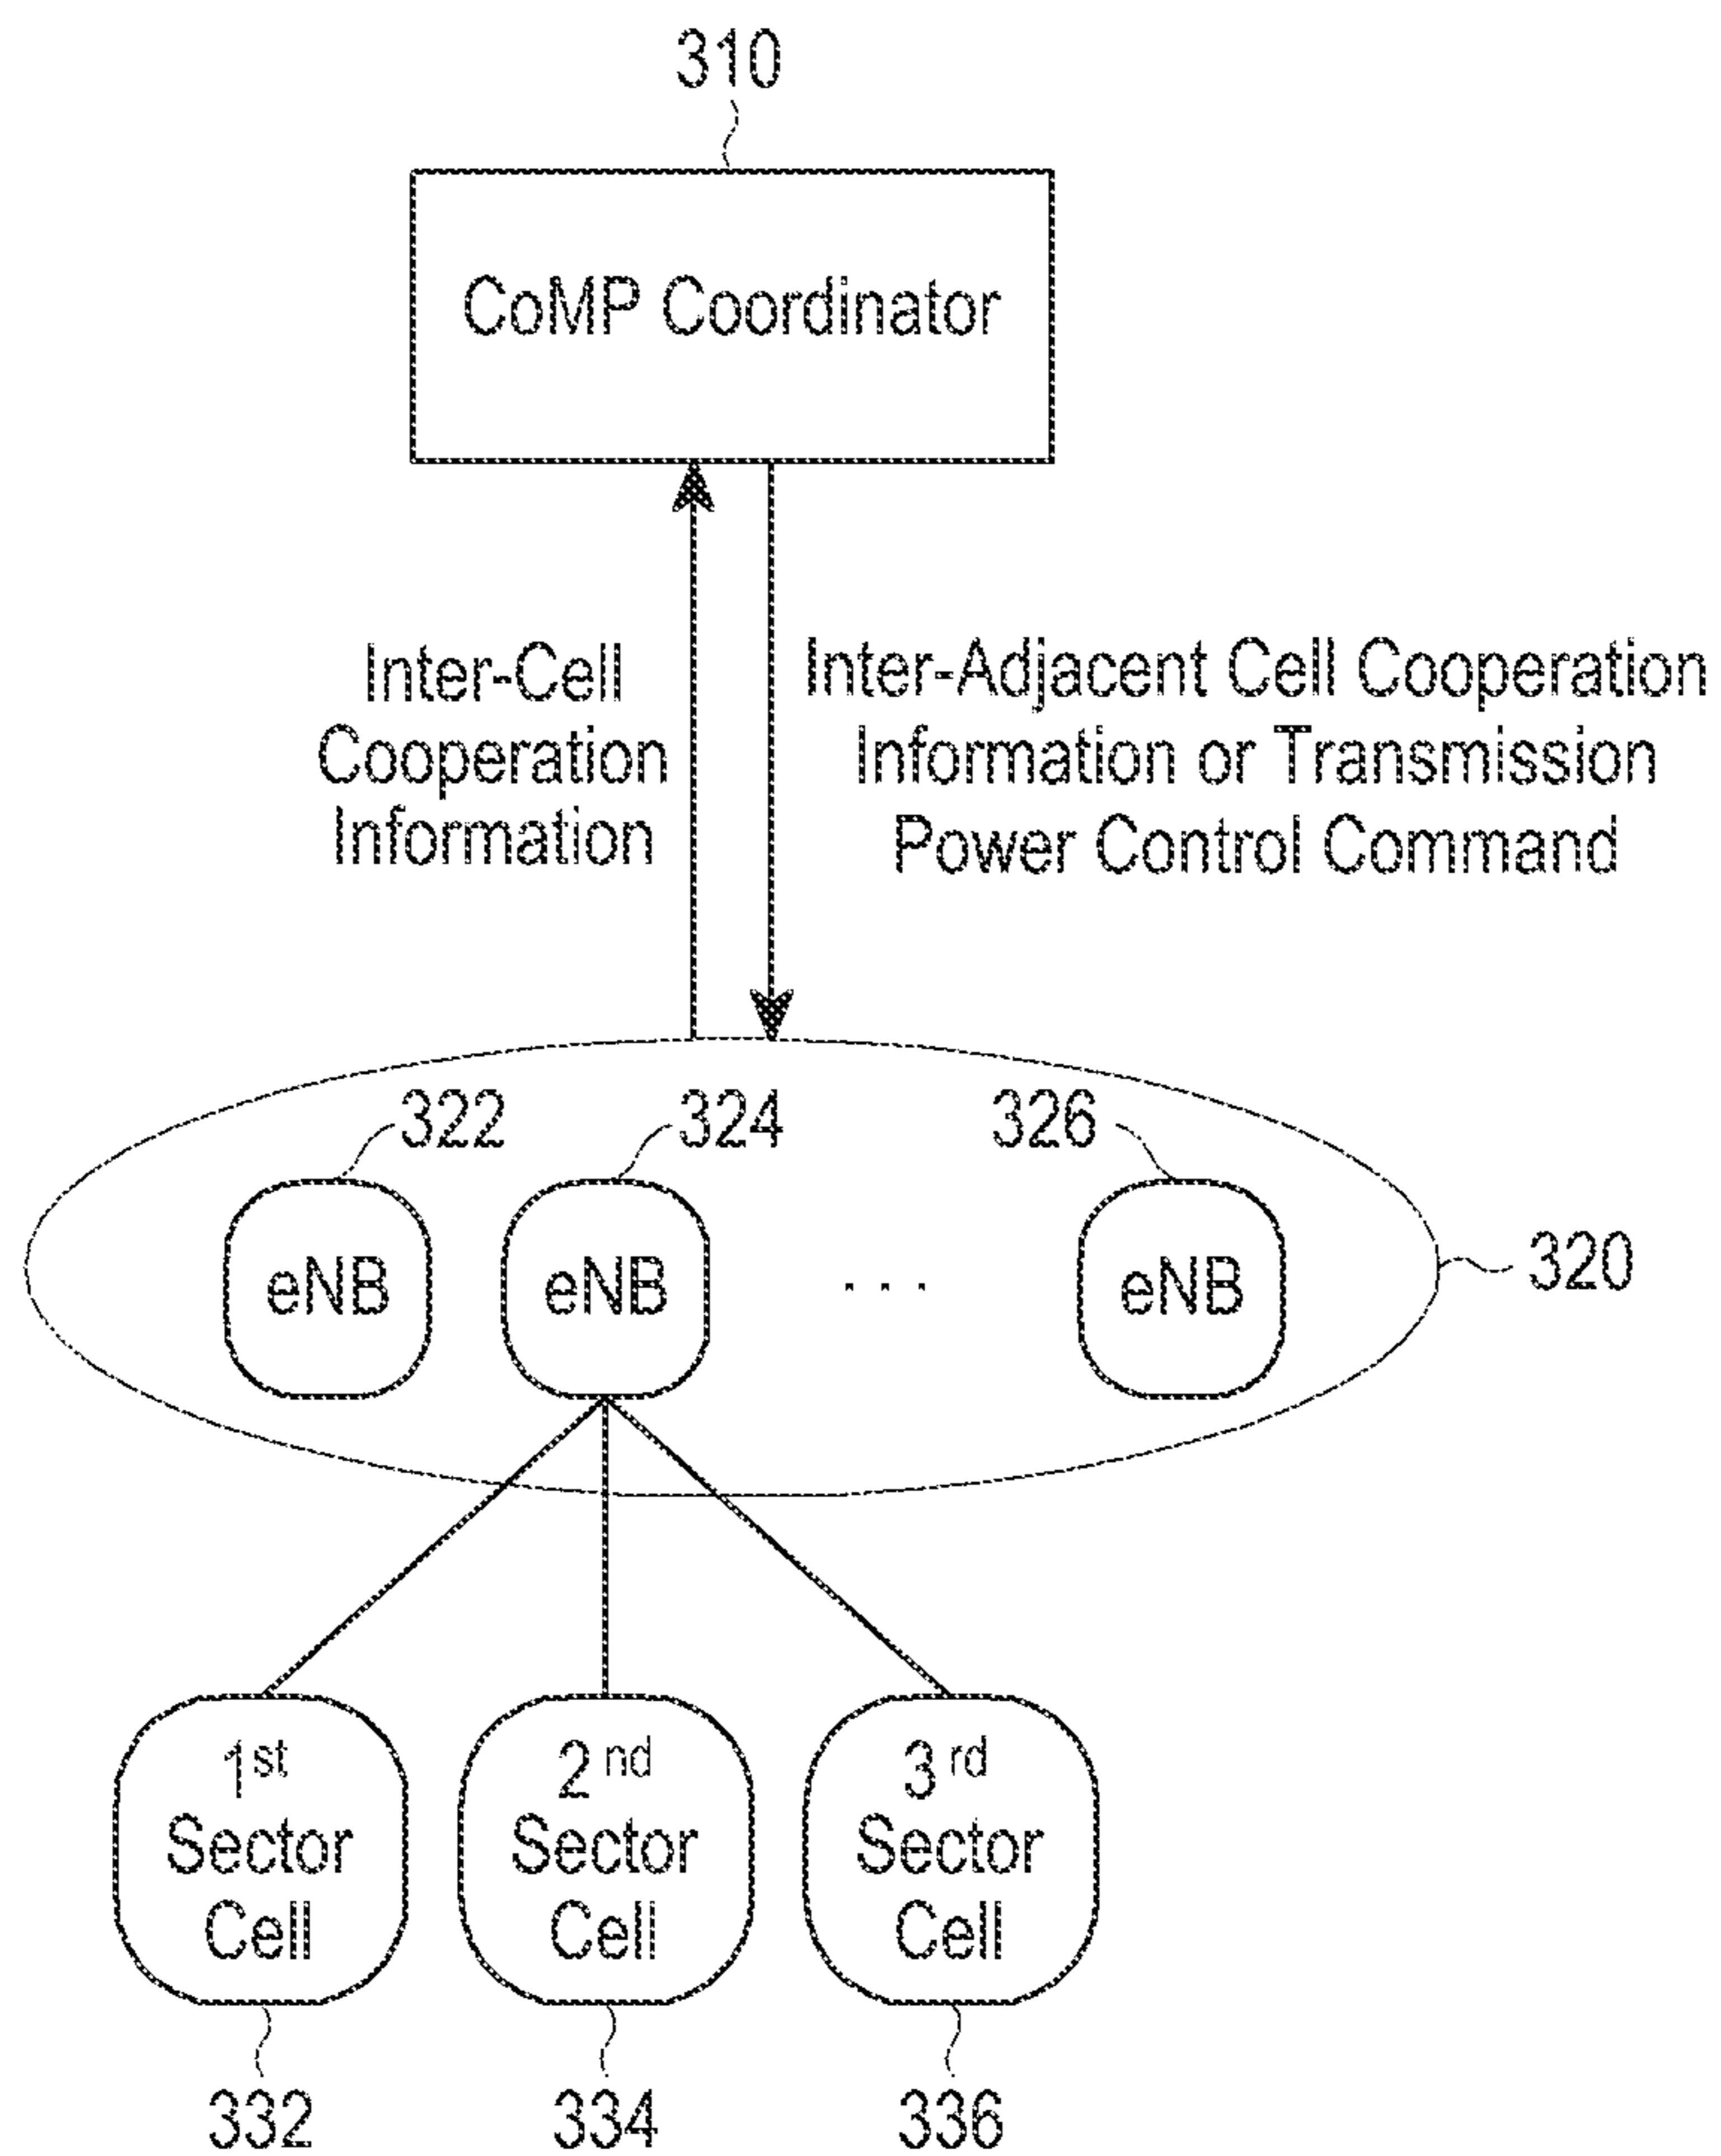 310
CoMP Coordinator
Inter-Cell
Cooperation
Information
Inter-Adjacent Cell Cooperation
Information or Transmission
Power Control Command
322
324
326
eNB
eNB
. . .
eNB
320
1st
Sector
Cell
2nd
Sector
Cell
3rd
Sector
Cell
332
334
336